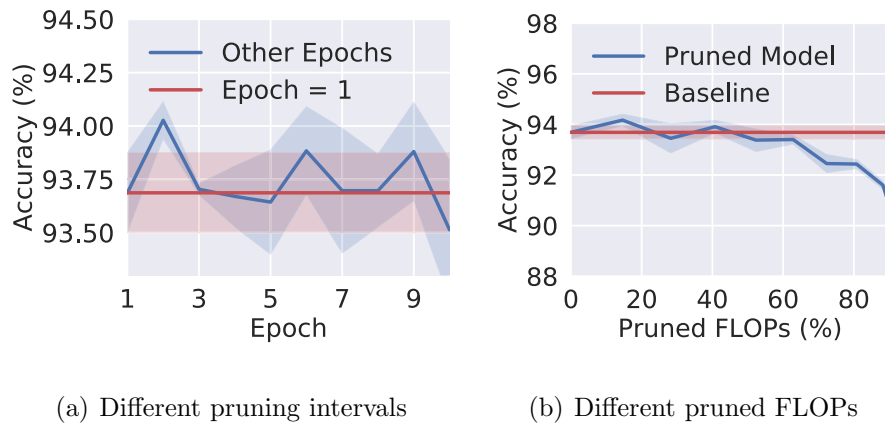 94.50
94.25
94.00
93.75
93.50
Accuracy (%)
Other Epochs
Epoch = 1
1 3 5 7 9
Epoch
(a) Different pruning intervals
98
96
94
92
90
88
Accuracy (%)
Pruned Model
Baseline
0 20 40 60 80
Pruned FLOPs (%)
(b) Different pruned FLOPs